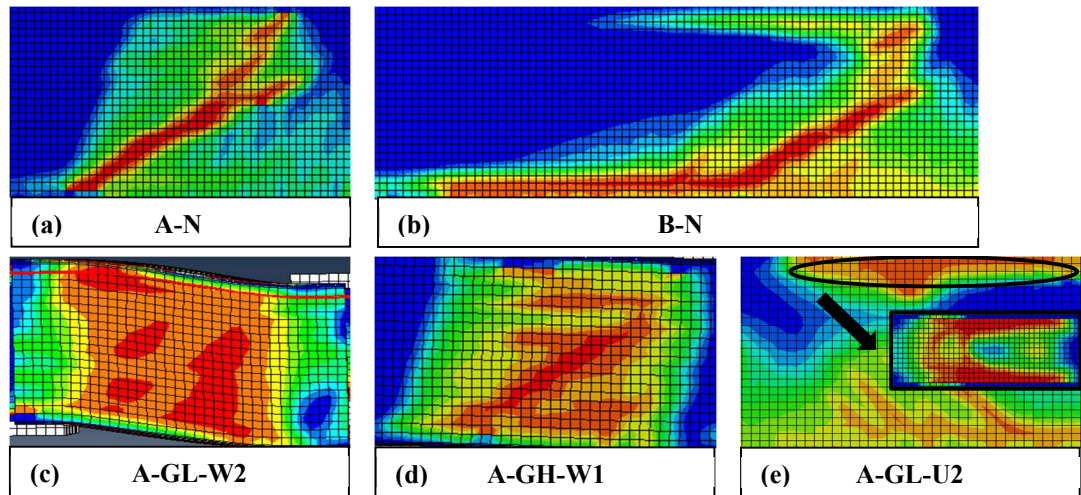 (a) A-N
(b) B-N
(c) A-GL-W2
(d) A-GH-W1
(e) A-GL-U2